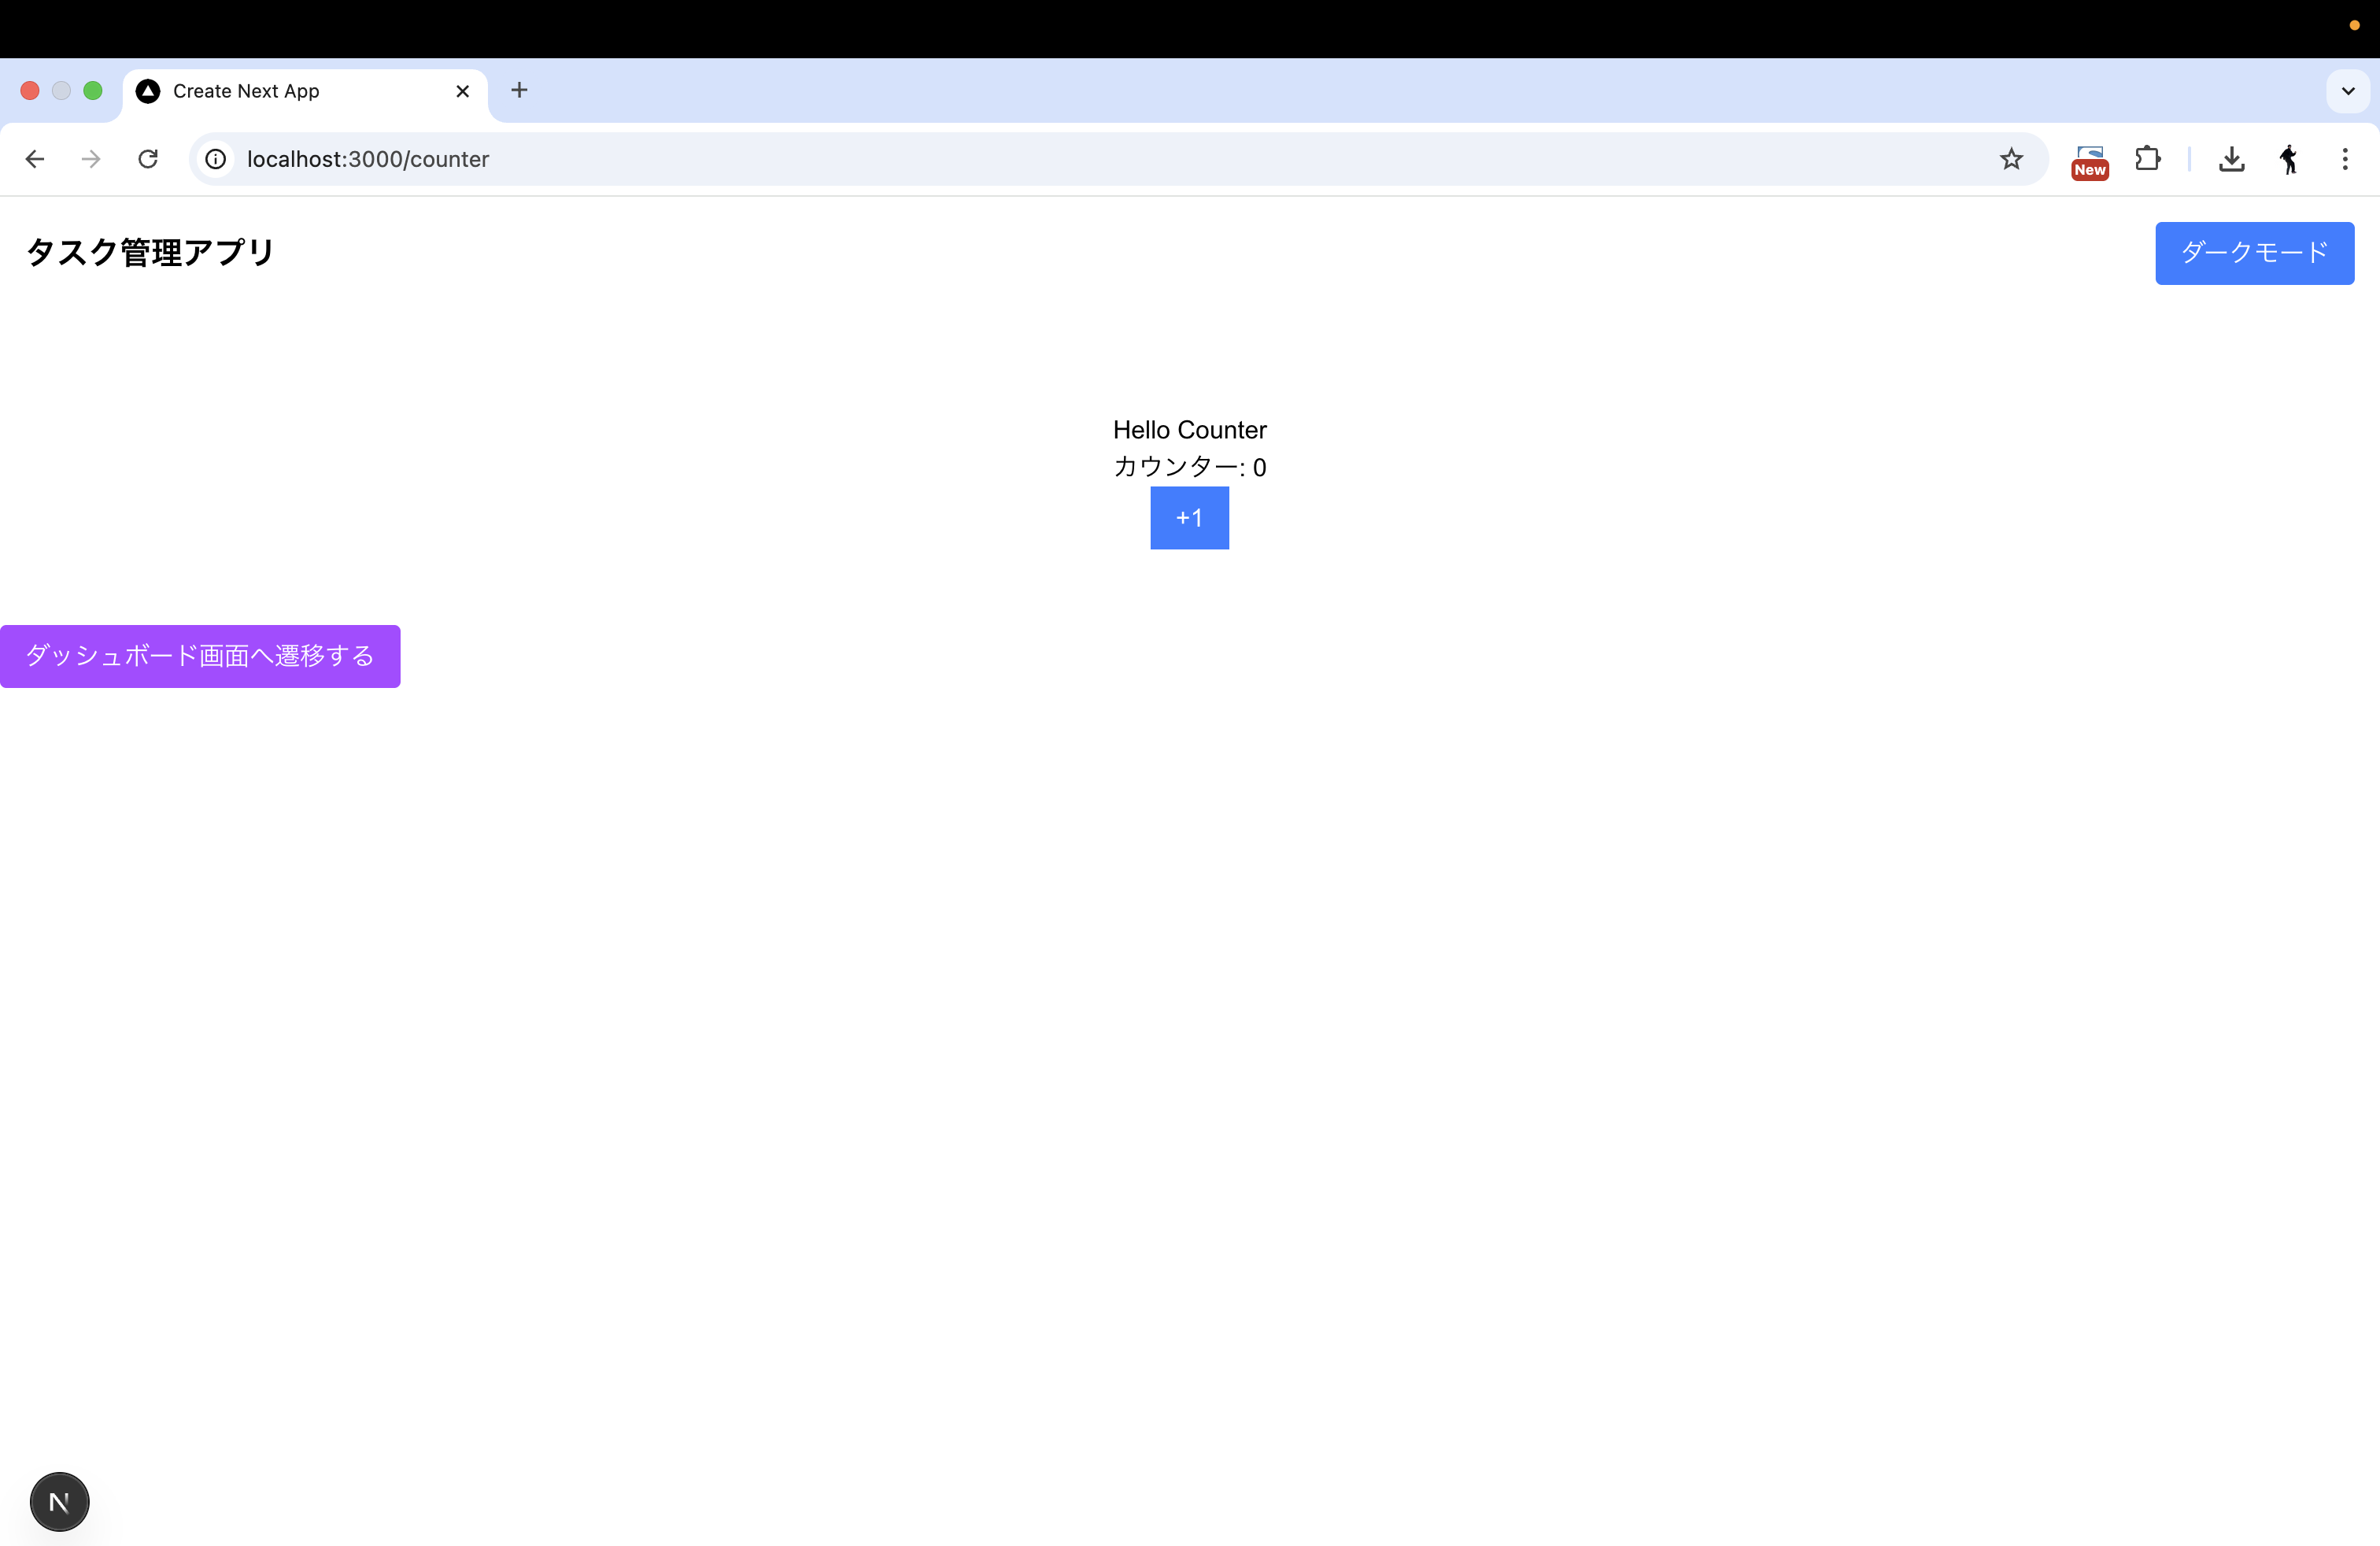 Create Next App
localhost:3000/counter
New
タスク管理アプリ
ダークモード
Hello Counter
カウンター: 0
+1
ダッシュボード画面へ遷移する
N